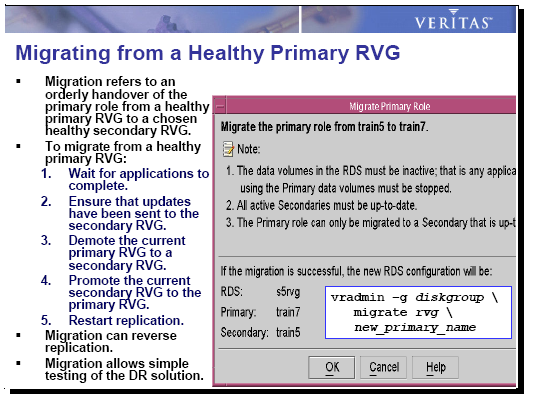 VERITAS™
Migrating from a Healthy Primary RVG
▪ Migration refers to an
orderly handover of the
primary role from a healthy
primary RVG to a chosen
healthy secondary RVG.
▪ To migrate from a healthy
primary RVG:
1. Wait for applications to
complete.
2. Ensure that updates
have been sent to the
secondary RVG.
3. Demote the current
primary RVG to a
secondary RVG.
4. Promote the current
secondary RVG to the
primary RVG.
5. Restart replication.
▪ Migration can reverse
replication.
▪ Migration allows simple
testing of the DR solution.
Migrate Primary Role
Migrate the primary role from train5 to train7.
Note:
1. The data volumes in the RDS must be inactive; that is any applica
using the Primary data volumes must be stopped.
2. All active Secondaries must be up-to-date.
3. The Primary role can only be migrated to a Secondary that is up-t
If the migration is successful, the new RDS configuration will be:
RDS: s5rvg
Primary: train7
Secondary: train5
vradmin -g diskgroup \
migrate rvg \
new_primary_name
OK Cancel Help